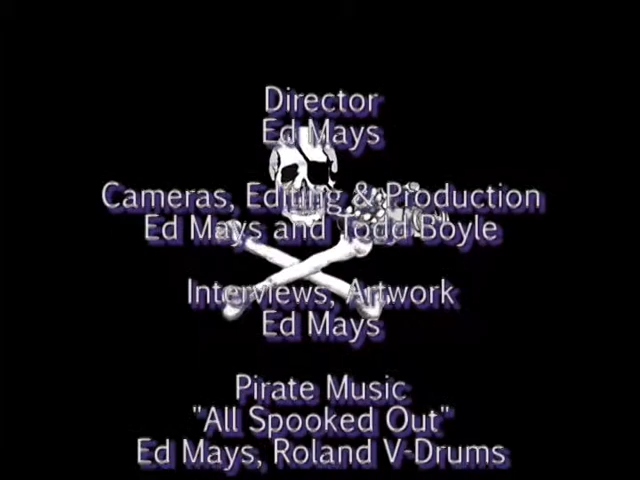 Director
Ed Mays
Cameras, Editing & Production
Ed Mays and Todd Boyle
Interviews, Artwork
Ed Mays
Pirate Music
"All Spooked Out"
Ed Mays, Roland V-Drums